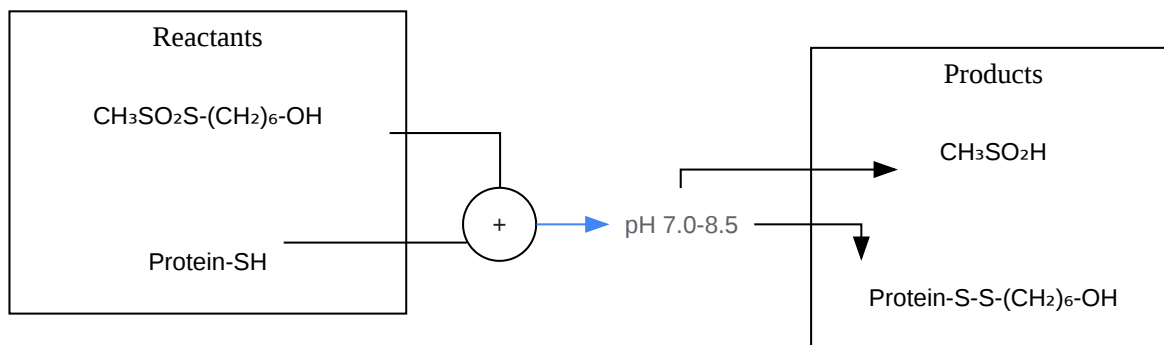 Reactants
CH₃SO₂S-(CH₂)₆-OH
Protein-SH
+
pH 7.0-8.5
Products
CH₃SO₂H
Protein-S-S-(CH₂)₆-OH